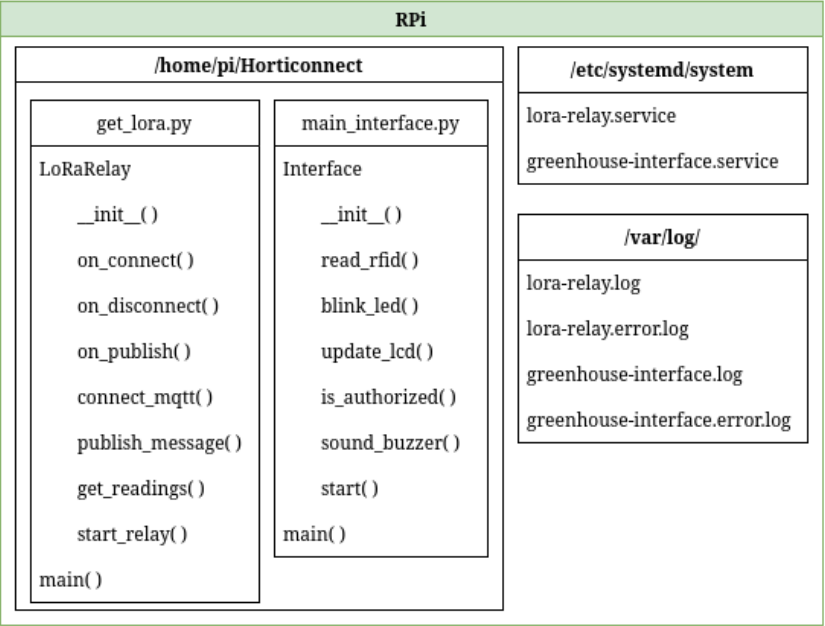 RPi
/home/pi/Horticonnect
get_lora.py
LoRaRelay
__init__( )
on_connect( )
on_disconnect( )
on_publish( )
connect_mqtt( )
publish_message( )
get_readings( )
start_relay( )
main( )
main_interface.py
Interface
__init__( )
read_rfid( )
blink_led( )
update_lcd( )
is_authorized( )
sound_buzzer( )
start( )
main( )
/etc/systemd/system
lora-relay.service
greenhouse-interface.service
/var/log/
lora-relay.log
lora-relay.error.log
greenhouse-interface.log
greenhouse-interface.error.log